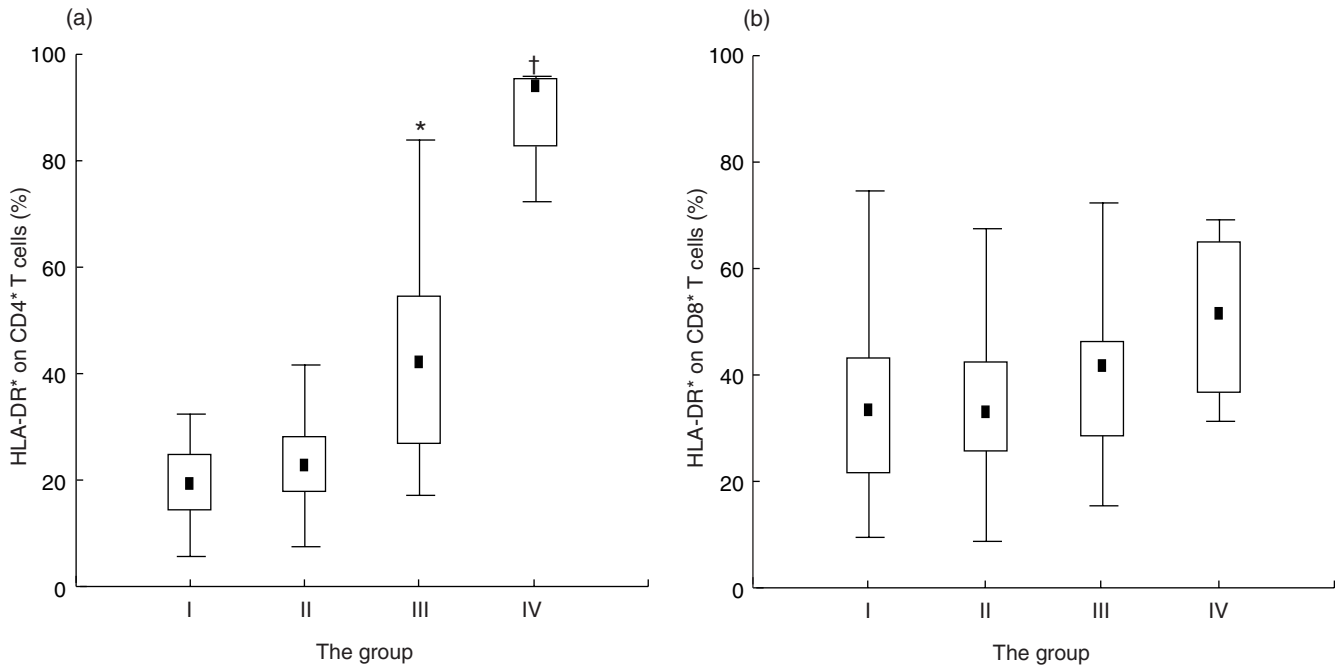 (a)
100
80
60
40
20
0
HLA-DR* on CD4* T cells (%)
*
†
I II III IV
The group
(b)
100
80
60
40
20
0
HLA-DR* on CD8* T cells (%)
I II III IV
The group